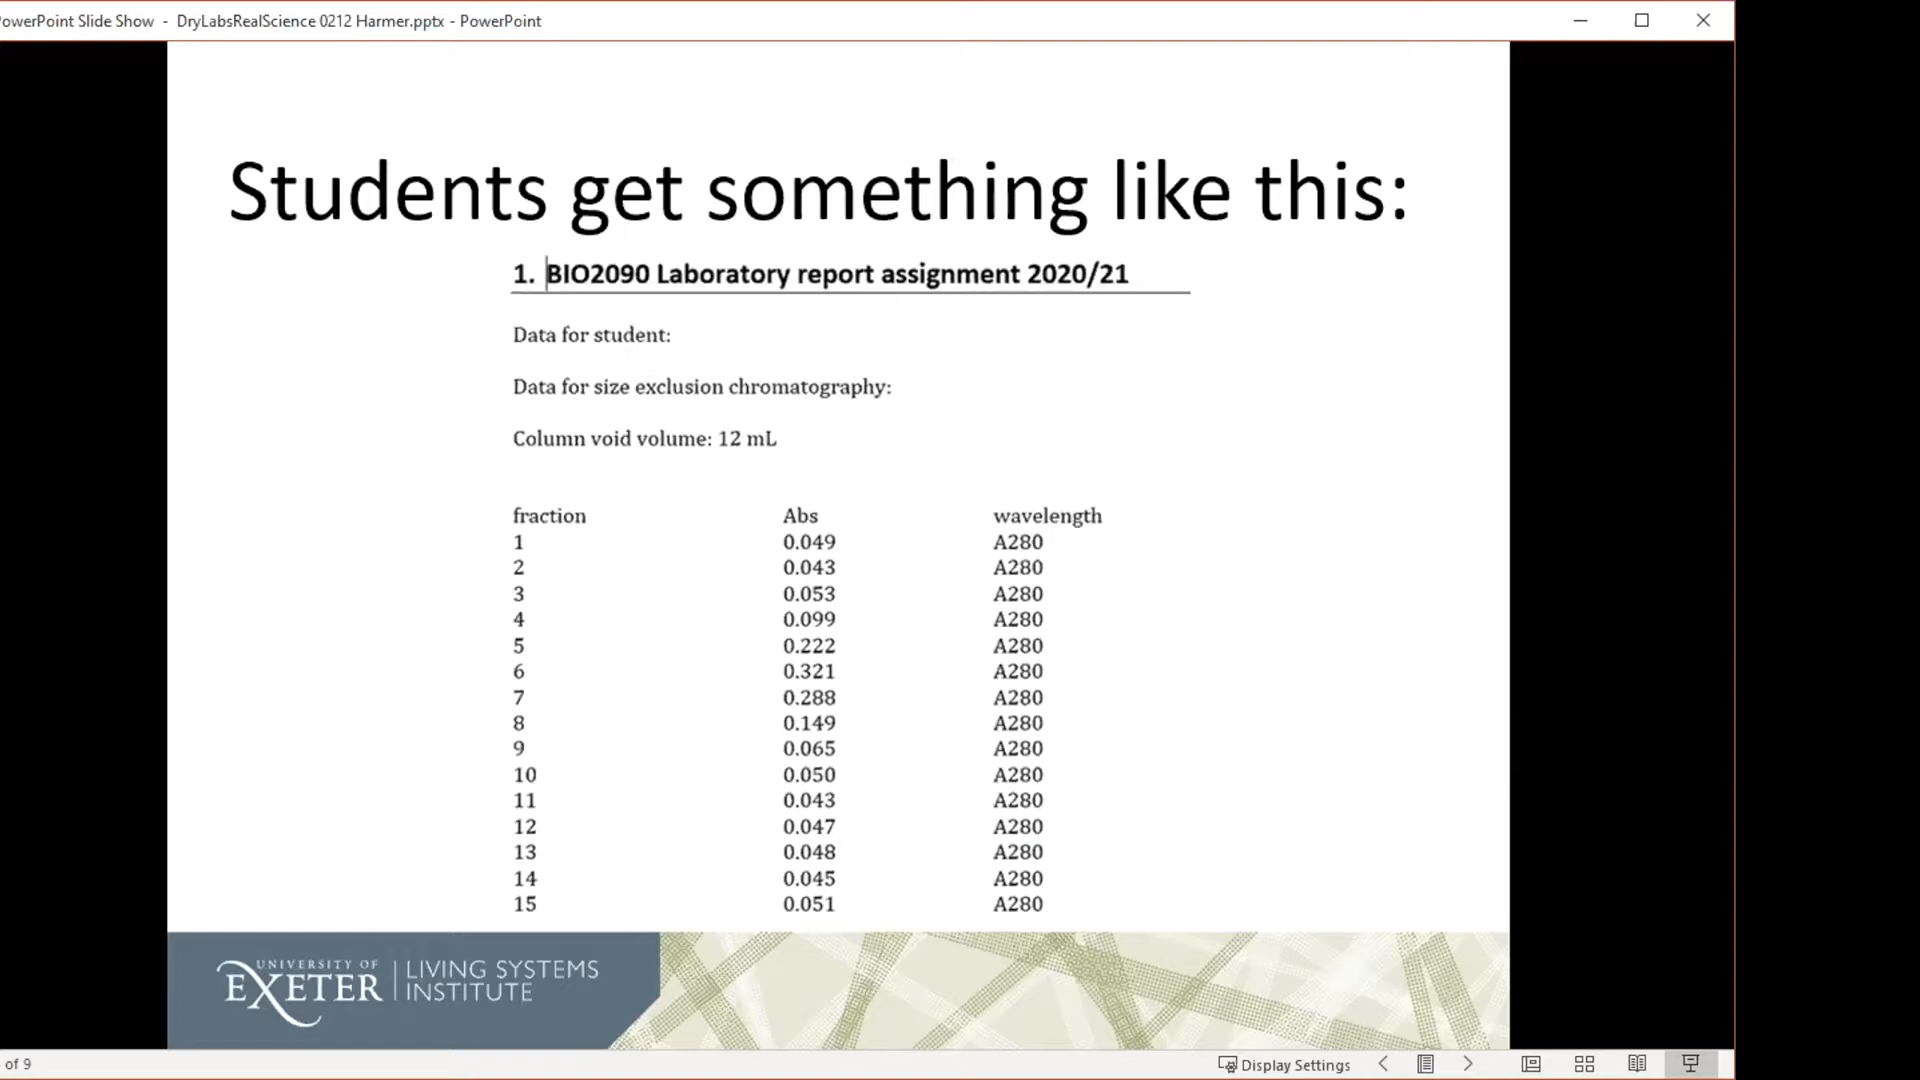 owerPoint Slide Show - DryLabsRealScience 0212 Harmer.pptx - PowerPoint
Students get something like this:
1. BIO2090 Laboratory report assignment 2020/21
Data for student:
Data for size exclusion chromatography:
Column void volume: 12 mL
fraction Abs wavelength
1 0.049 A280
2 0.043 A280
3 0.053 A280
4 0.099 A280
5 0.222 A280
6 0.321 A280
7 0.288 A280
8 0.149 A280
9 0.065 A280
10 0.050 A280
11 0.043 A280
12 0.047 A280
13 0.048 A280
14 0.045 A280
15 0.051 A280
UNIVERSITY OF
EXETER
LIVING SYSTEMS
INSTITUTE
of 9
Display Settings